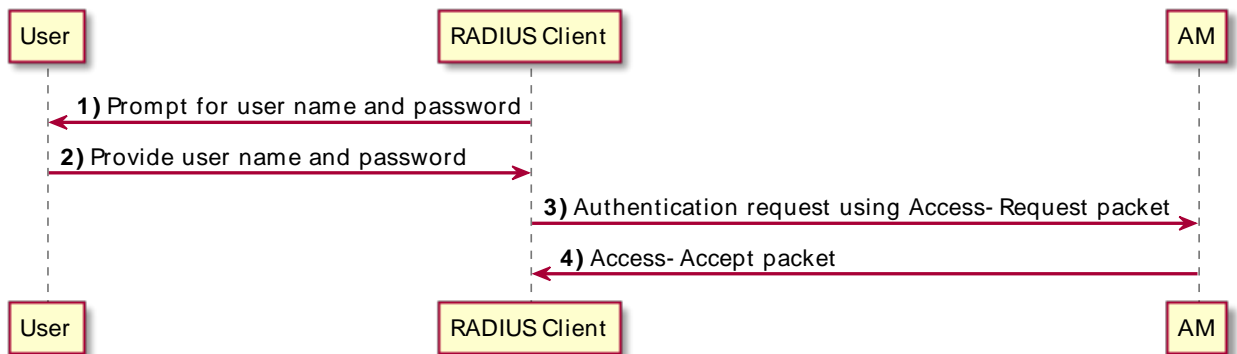 User RADIUS Client AM
1) Prompt for user name and password
2) Provide user name and password
3) Authentication request using Access- Request packet
4) Access- Accept packet
User RADIUS Client AM